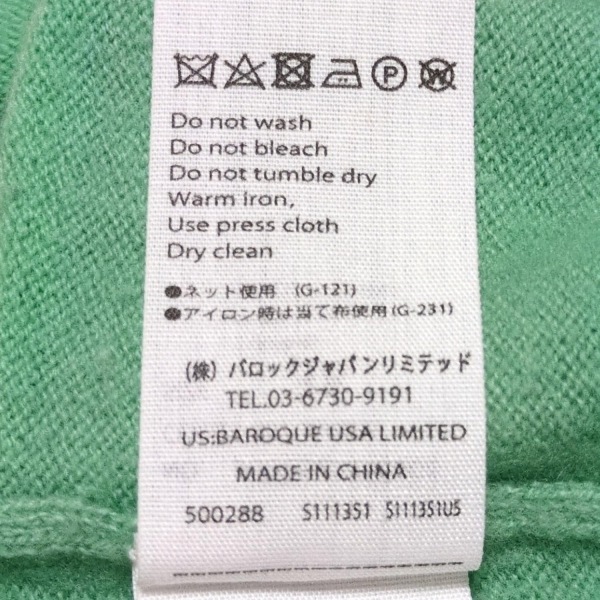 P W
Do not wash
Do not bleach
Do not tumble dry
Warm iron,
Use press cloth
Dry clean
●ネット使用 (G-121)
●アイロン時は当て布使用(G-231)
(株) バロックジャパンリミテッド
TEL.03-6730-9191
US:BAROQUE USA LIMITED
MADE IN CHINA
500288 S111351 S111351US